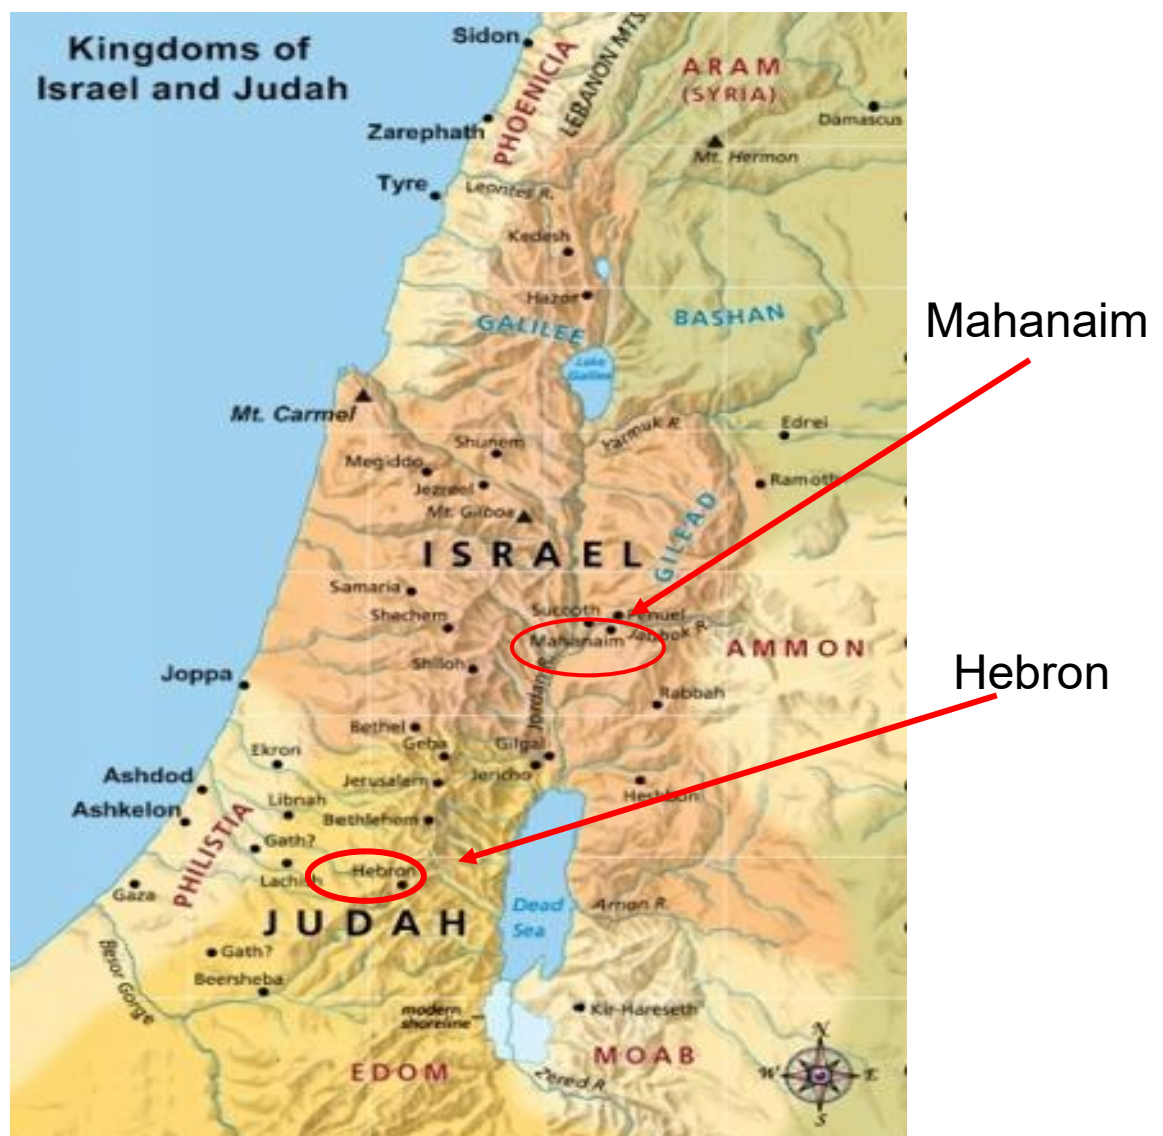 Kingdoms of
Israel and Judah
Sidon
PHOENICIA
LEBANON MTS.
ARAM
(SYRIA)
Damascus
Zarephath
Mt. Hermon
Tyre
Leontes R.
Kedesh
Hazor
GALILEE
BASHAN
Mahanaim
Lake
Galilee
Mt. Carmel
Yarmuk R.
Edrei
Shunem
Megiddo
Jezreel
Ramoth
Mt. Gilboa
GILEAD
ISRAEL
Samaria
Succoth
Penuel
Shechem
Jabbok R.
Mahanaim
AMMON
Shiloh
Joppa
Jordan R.
Rabbah
Hebron
Bethel
Geba
Gilgal
Ekron
Jericho
Ashdod
Jerusalem
Heshbon
Libnah
Ashkelon
Bethlehem
PHILISTIA
Gath?
Hebron
Lachish
Gaza
JUDAH
Dead
Sea
Arnon R.
Gath?
Besor Gorge
Beersheba
modern
shoreline
Kir-Hareseth
MOAB
EDOM
Zered R.
N
W
E
S